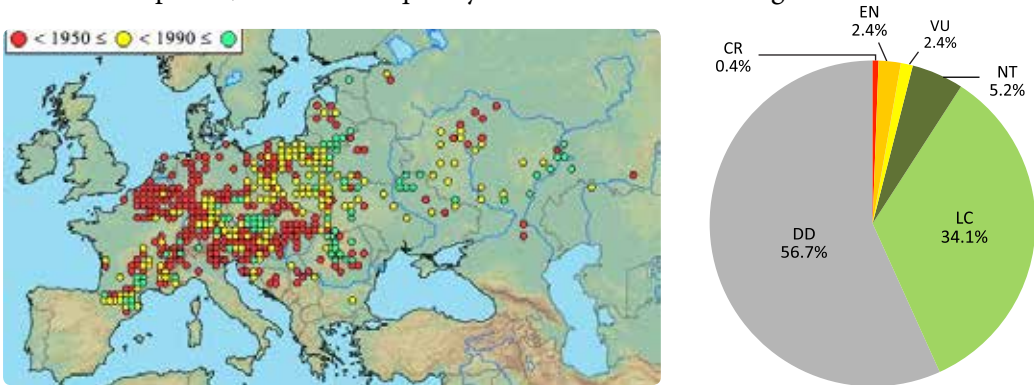 < 1950 ≤ < 1990 ≤
CR
0.4%
EN
2.4%
VU
2.4%
NT
5.2%
LC
34.1%
DD
56.7%